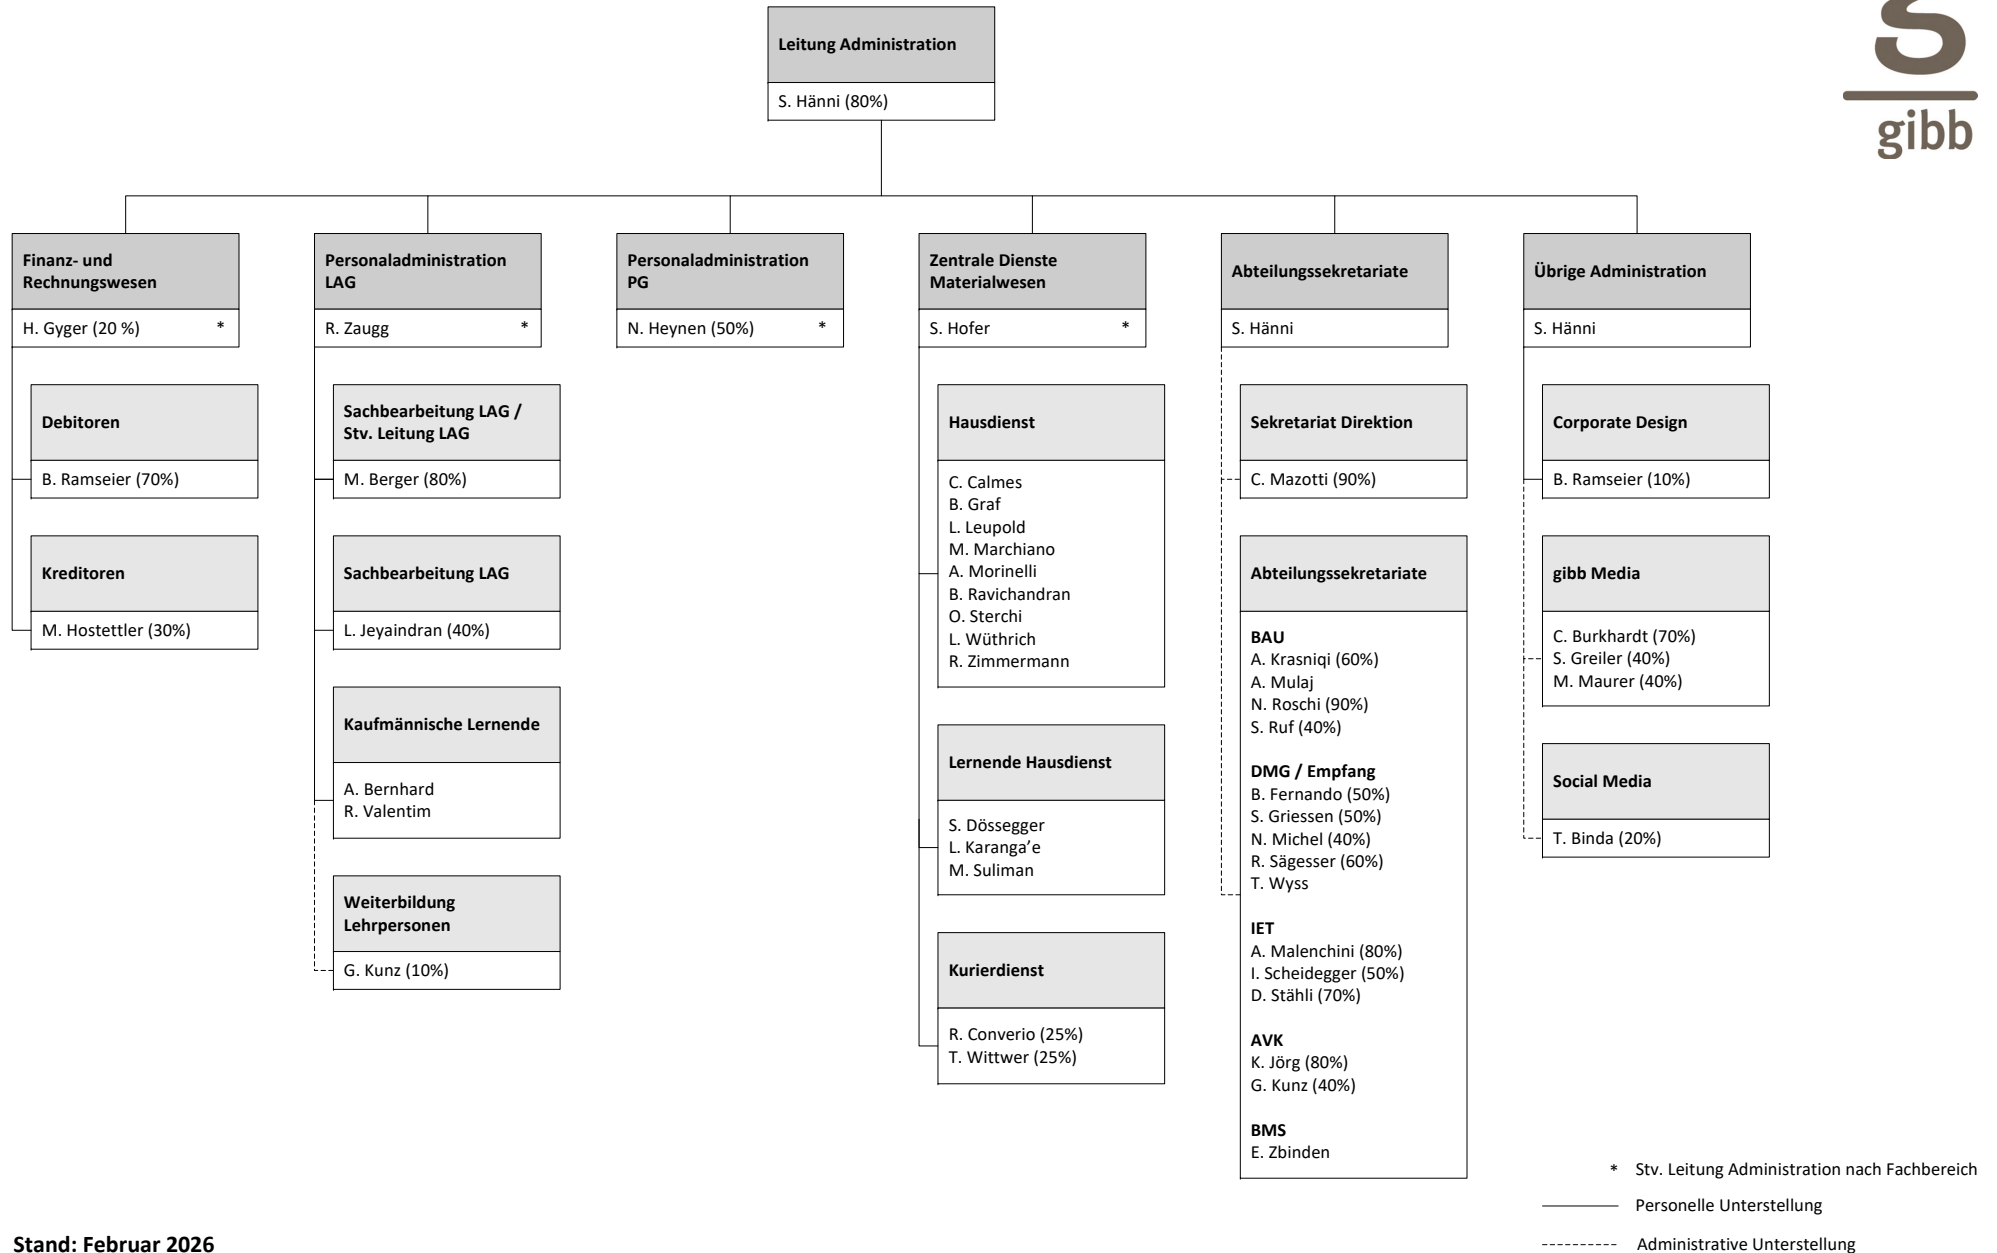 Leitung Administration
S. Hänni (80%)
S
gibb
Finanz- und
Rechnungswesen
H. Gyger (20 %) *
Debitoren
B. Ramseier (70%)
Kreditoren
M. Hostettler (30%)
Personaladministration
LAG
R. Zaugg *
Sachbearbeitung LAG /
Stv. Leitung LAG
M. Berger (80%)
Sachbearbeitung LAG
L. Jeyaindran (40%)
Kaufmännische Lernende
A. Bernhard
R. Valentim
Weiterbildung
Lehrpersonen
G. Kunz (10%)
Personaladministration
PG
N. Heynen (50%) *
Zentrale Dienste
Materialwesen
S. Hofer *
Hausdienst
C. Calmes
B. Graf
L. Leupold
M. Marchiano
A. Morinelli
B. Ravichandran
O. Sterchi
L. Wüthrich
R. Zimmermann
Lernende Hausdienst
S. Dössegger
L. Karanga’e
M. Suliman
Kurierdienst
R. Converio (25%)
T. Wittwer (25%)
Abteilungssekretariate
S. Hänni
Sekretariat Direktion
C. Mazotti (90%)
Abteilungssekretariate
BAU
A. Krasniqi (60%)
A. Mulaj
N. Roschi (90%)
S. Ruf (40%)
DMG / Empfang
B. Fernando (50%)
S. Griessen (50%)
N. Michel (40%)
R. Sägesser (60%)
T. Wyss
IET
A. Malenchini (80%)
I. Scheidegger (50%)
D. Stähli (70%)
AVK
K. Jörg (80%)
G. Kunz (40%)
BMS
E. Zbinden
Übrige Administration
S. Hänni
Corporate Design
B. Ramseier (10%)
gibb Media
C. Burkhardt (70%)
S. Greiler (40%)
M. Maurer (40%)
Social Media
T. Binda (20%)
* Stv. Leitung Administration nach Fachbereich
Personelle Unterstellung
Administrative Unterstellung
Stand: Februar 2026